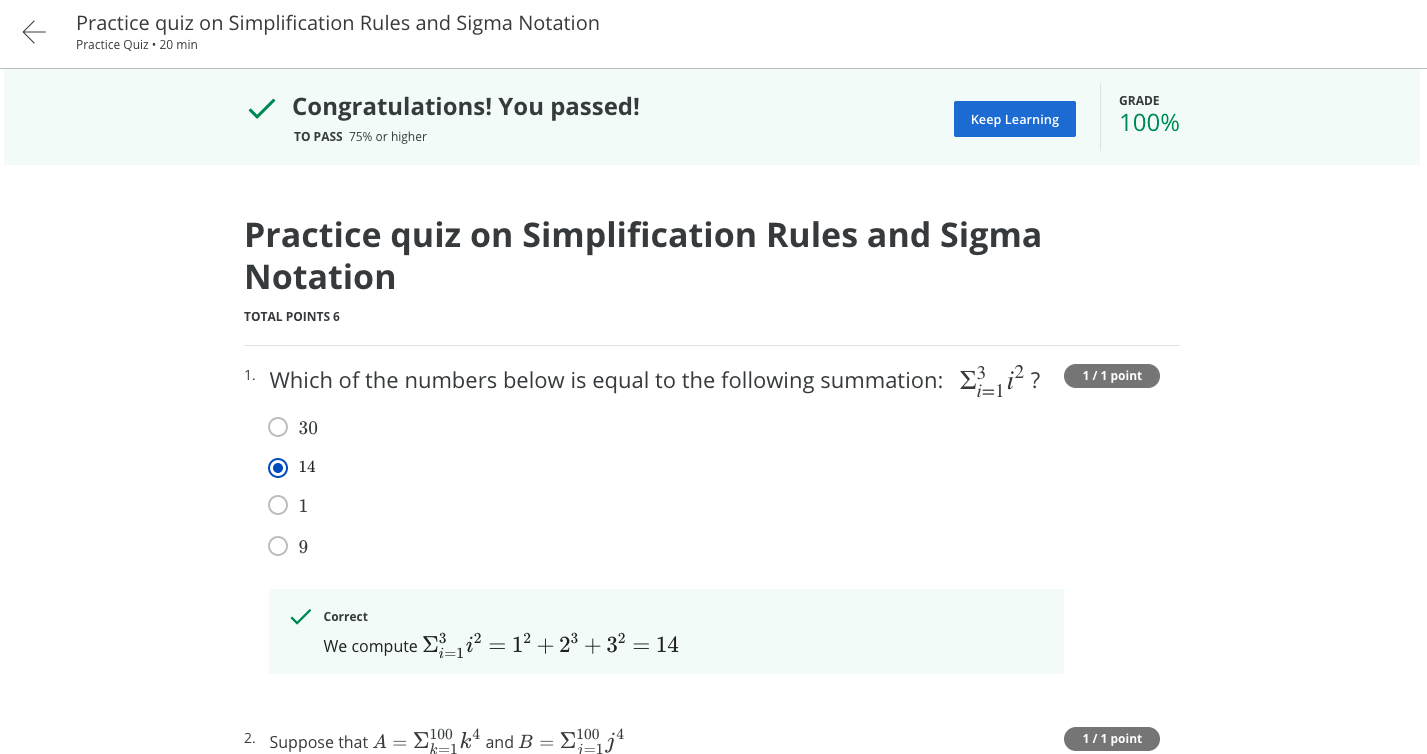 Practice quiz on Simplification Rules and Sigma Notation
Practice Quiz • 20 min
Congratulations! You passed!
TO PASS 75% or higher
Keep Learning
GRADE
100%
Practice quiz on Simplification Rules and Sigma
Notation
TOTAL POINTS 6
1. Which of the numbers below is equal to the following summation: $\Sigma_{i=1}^{3} i^2$ ?
1 / 1 point
30
14
1
9
Correct
We compute $\Sigma_{i=1}^{3} i^2 = 1^2 + 2^3 + 3^2 = 14$
2. Suppose that $A = \Sigma_{k=1}^{100} k^4$ and $B = \Sigma_{j=1}^{100} j^4$
1 / 1 point